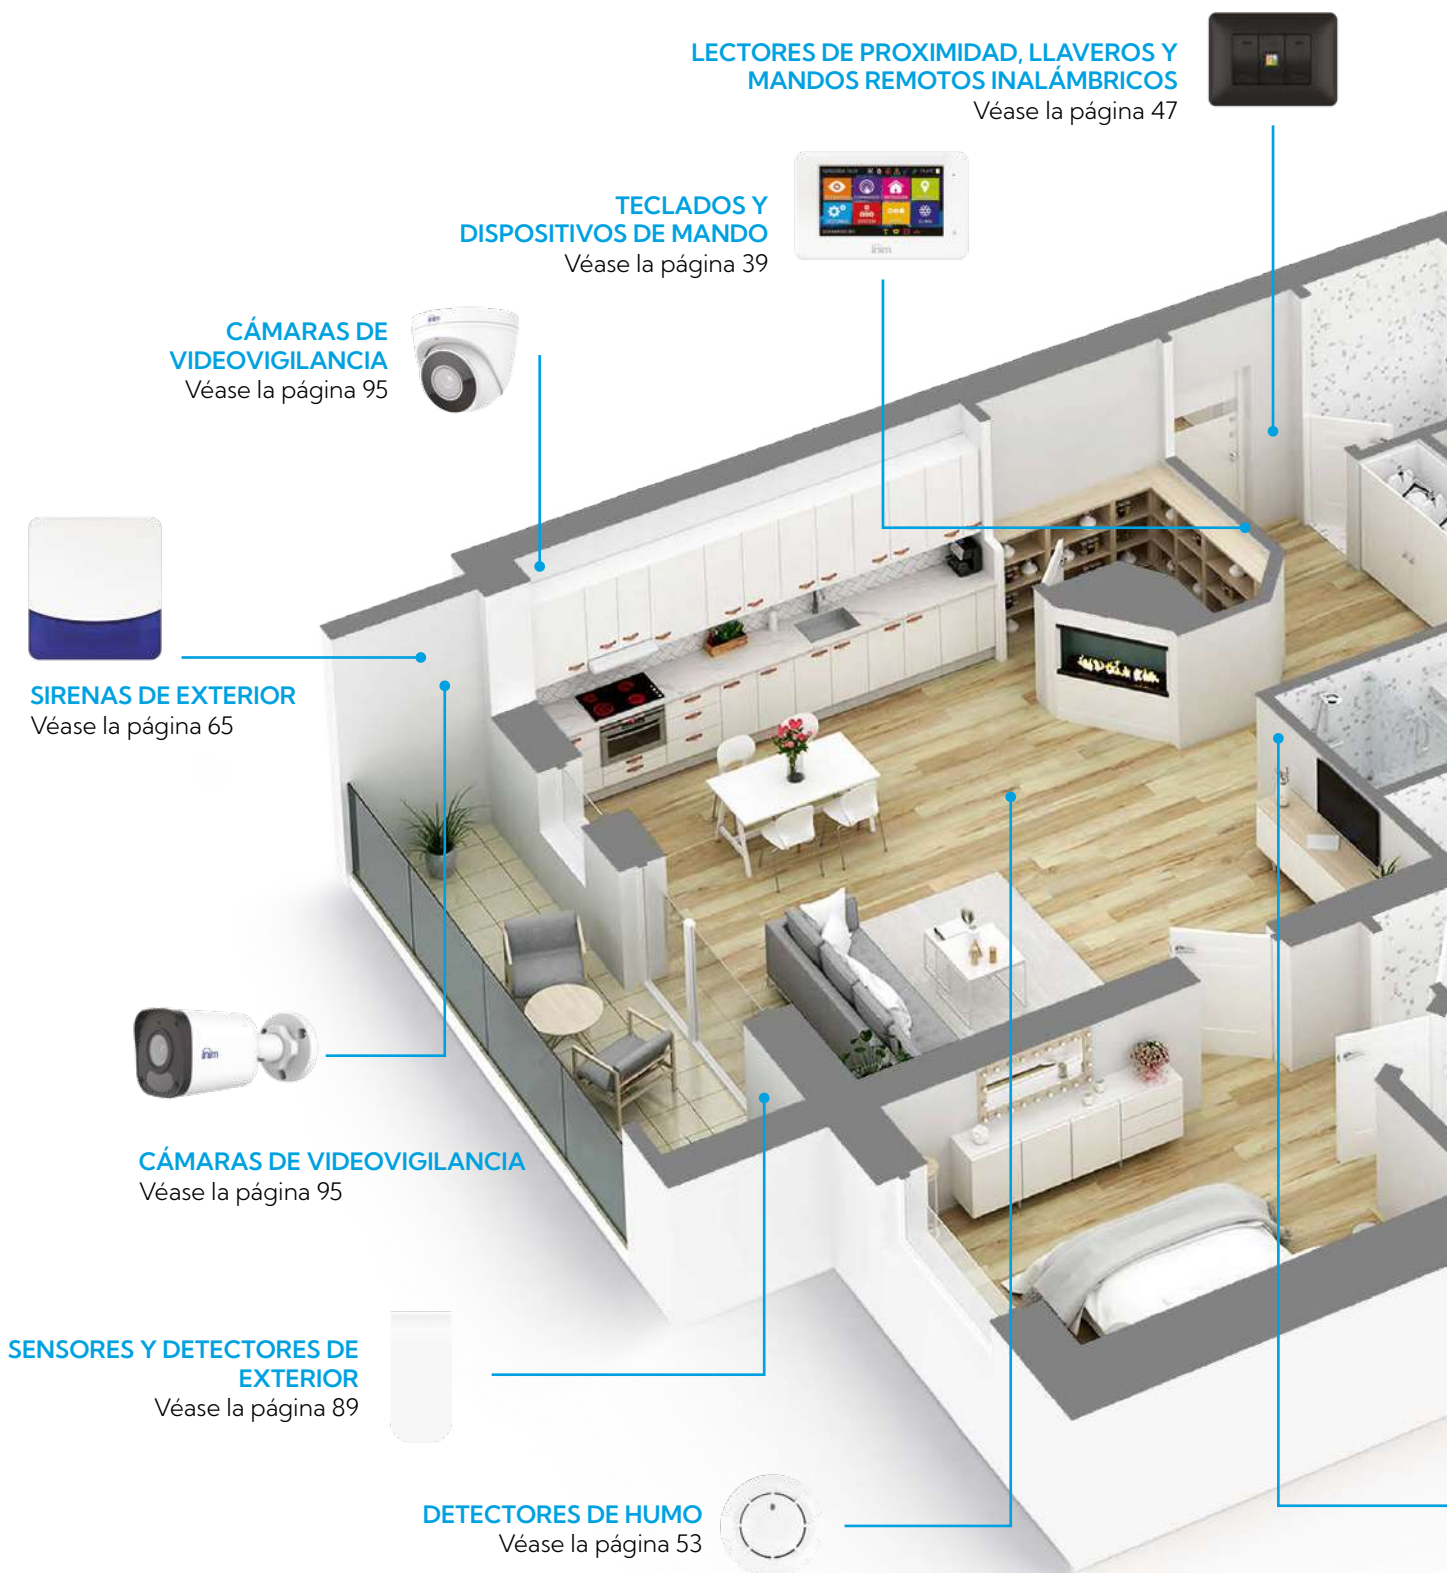 LECTORES DE PROXIMIDAD, LLAVEROS Y
MANDOS REMOTOS INALÁMBRICOS
Véase la página 47
TECLADOS Y
DISPOSITIVOS DE MANDO
Véase la página 39
inim
CÁMARAS DE
VIDEOVIGILANCIA
Véase la página 95
SIRENAS DE EXTERIOR
Véase la página 65
inim
CÁMARAS DE VIDEOVIGILANCIA
Véase la página 95
SENSORES Y DETECTORES DE
EXTERIOR
Véase la página 89
DETECTORES DE HUMO
Véase la página 53